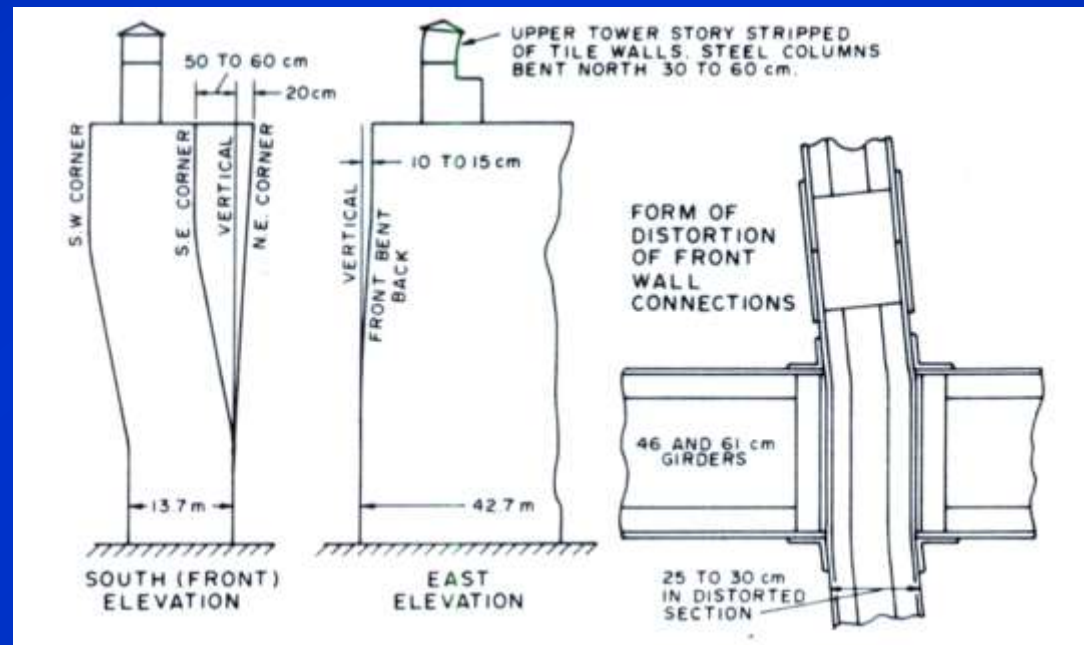 50 TO 60 cm
20cm
S.W CORNER
S.E. CORNER
VERTICAL
N.E. CORNER
13.7m
SOUTH (FRONT)
ELEVATION
UPPER TOWER STORY STRIPPED
OF TILE WALLS. STEEL COLUMNS
BENT NORTH 30 TO 60 cm.
10 TO 15 cm
VERTICAL
FRONT BENT
BACK
42.7m
EAST
ELEVATION
FORM OF
DISTORTION
OF FRONT
WALL
CONNECTIONS
46 AND 61 cm
GIRDERS
25 TO 30 cm
IN DISTORTED
SECTION